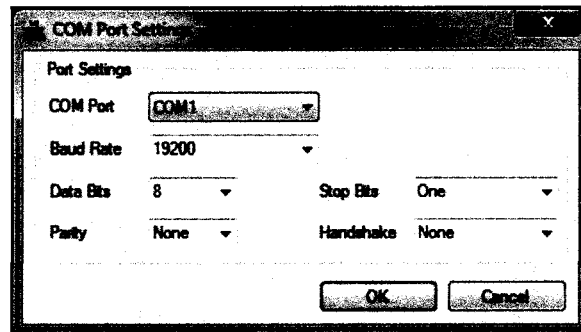 COM Port Settings
Port Settings
COM Port COM1
Baud Rate 19200
Data Bits 8 Stop Bits One
Parity None Handshake None
OK Cancel